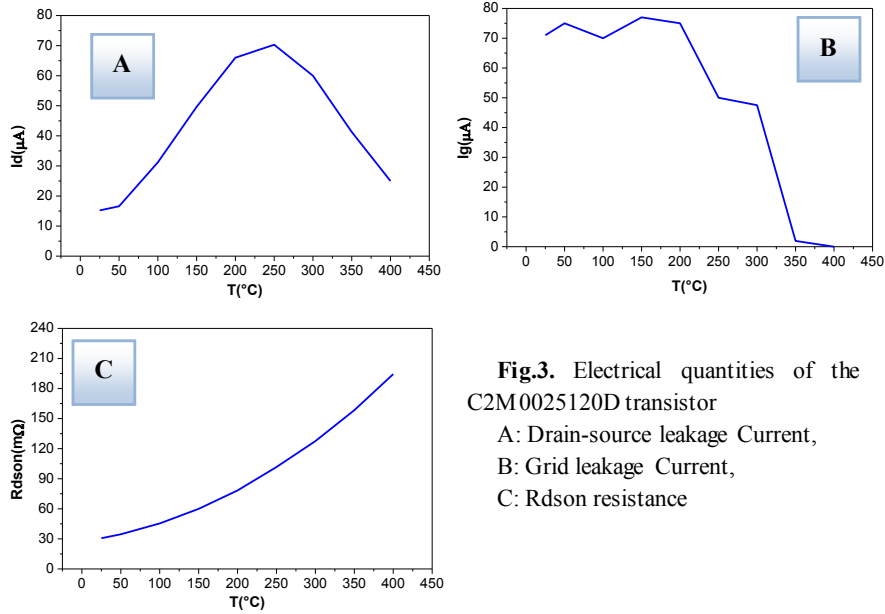 A
Id(µA)
80
70
60
50
40
30
20
10
0
0 50 100 150 200 250 300 350 400 450
T(°C)
B
Ig(µA)
80
70
60
50
40
30
20
10
0
0 50 100 150 200 250 300 350 400 450
T(°C)
C
Rdson(mΩ)
240
210
180
150
120
90
60
30
0
0 50 100 150 200 250 300 350 400 450
T(°C)
Fig.3. Electrical quantities of the
C2M0025120D transistor
A: Drain-source leakage Current,
B: Grid leakage Current,
C: Rdson resistance